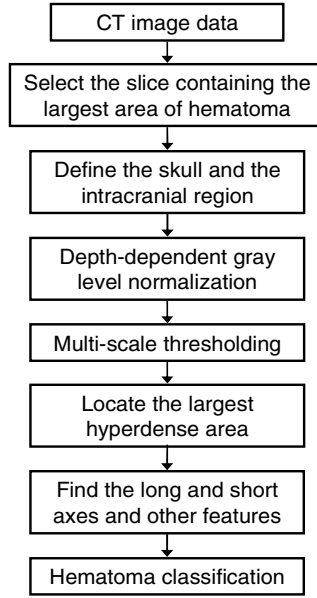 CT image data
Select the slice containing the
largest area of hematoma
Define the skull and the
intracranial region
Depth-dependent gray
level normalization
Multi-scale thresholding
Locate the largest
hyperdense area
Find the long and short
axes and other features
Hematoma classification